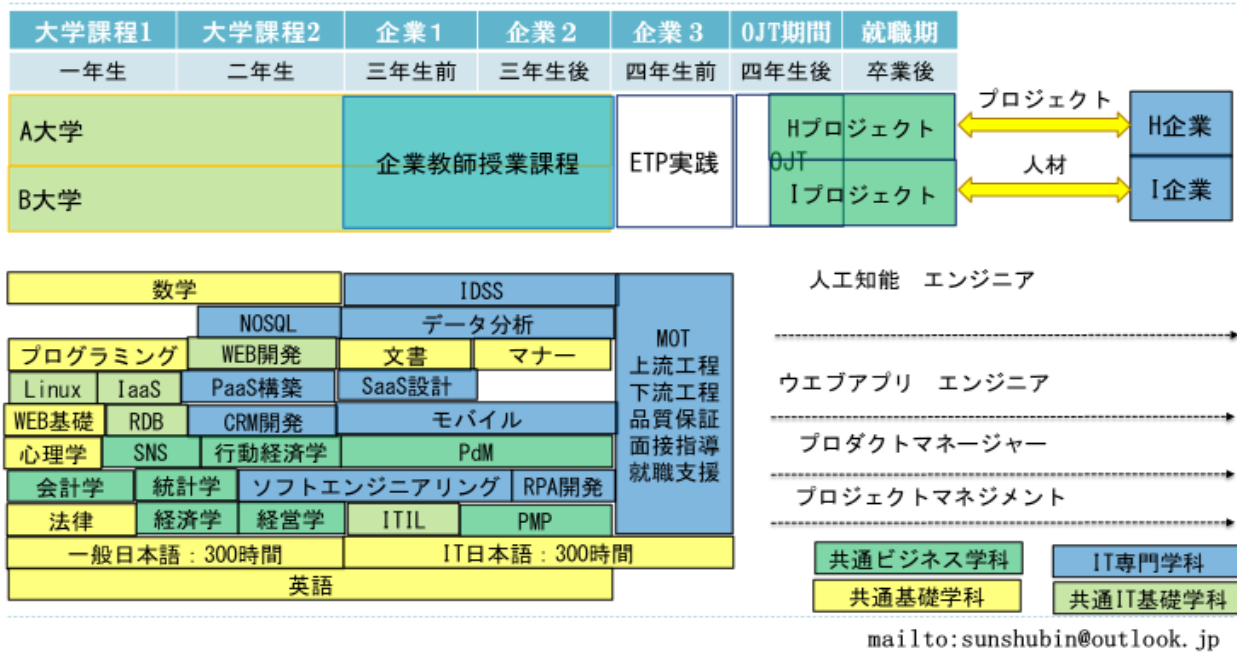 大学課程1 大学課程2 企業1 企業2 企業3 OJT期間 就職期
一年生 二年生 三年生前 三年生後 四年生前 四年生後 卒業後
A大学
B大学
企業教師授業課程
ETP実践
OJT
Hプロジェクト
Iプロジェクト
プロジェクト
人材
H企業
I企業
数学 IDSS
NOSQL データ分析
プログラミング WEB開発 文書 マナー
Linux IaaS PaaS構築 SaaS設計
WEB基礎 RDB CRM開発 モバイル
心理学 SNS 行動経済学 PdM
会計学 統計学 ソフトエンジニアリング RPA開発
法律 経済学 経営学 ITIL PMP
一般日本語:300時間 IT日本語:300時間
英語
MOT
上流工程
下流工程
品質保証
面接指導
就職支援
人工知能 エンジニア
ウエブアプリ エンジニア
プロダクトマネージャー
プロジェクトマネジメント
共通ビジネス学科 IT専門学科
共通基礎学科 共通IT基礎学科
mailto:sunshubin@outlook.jp